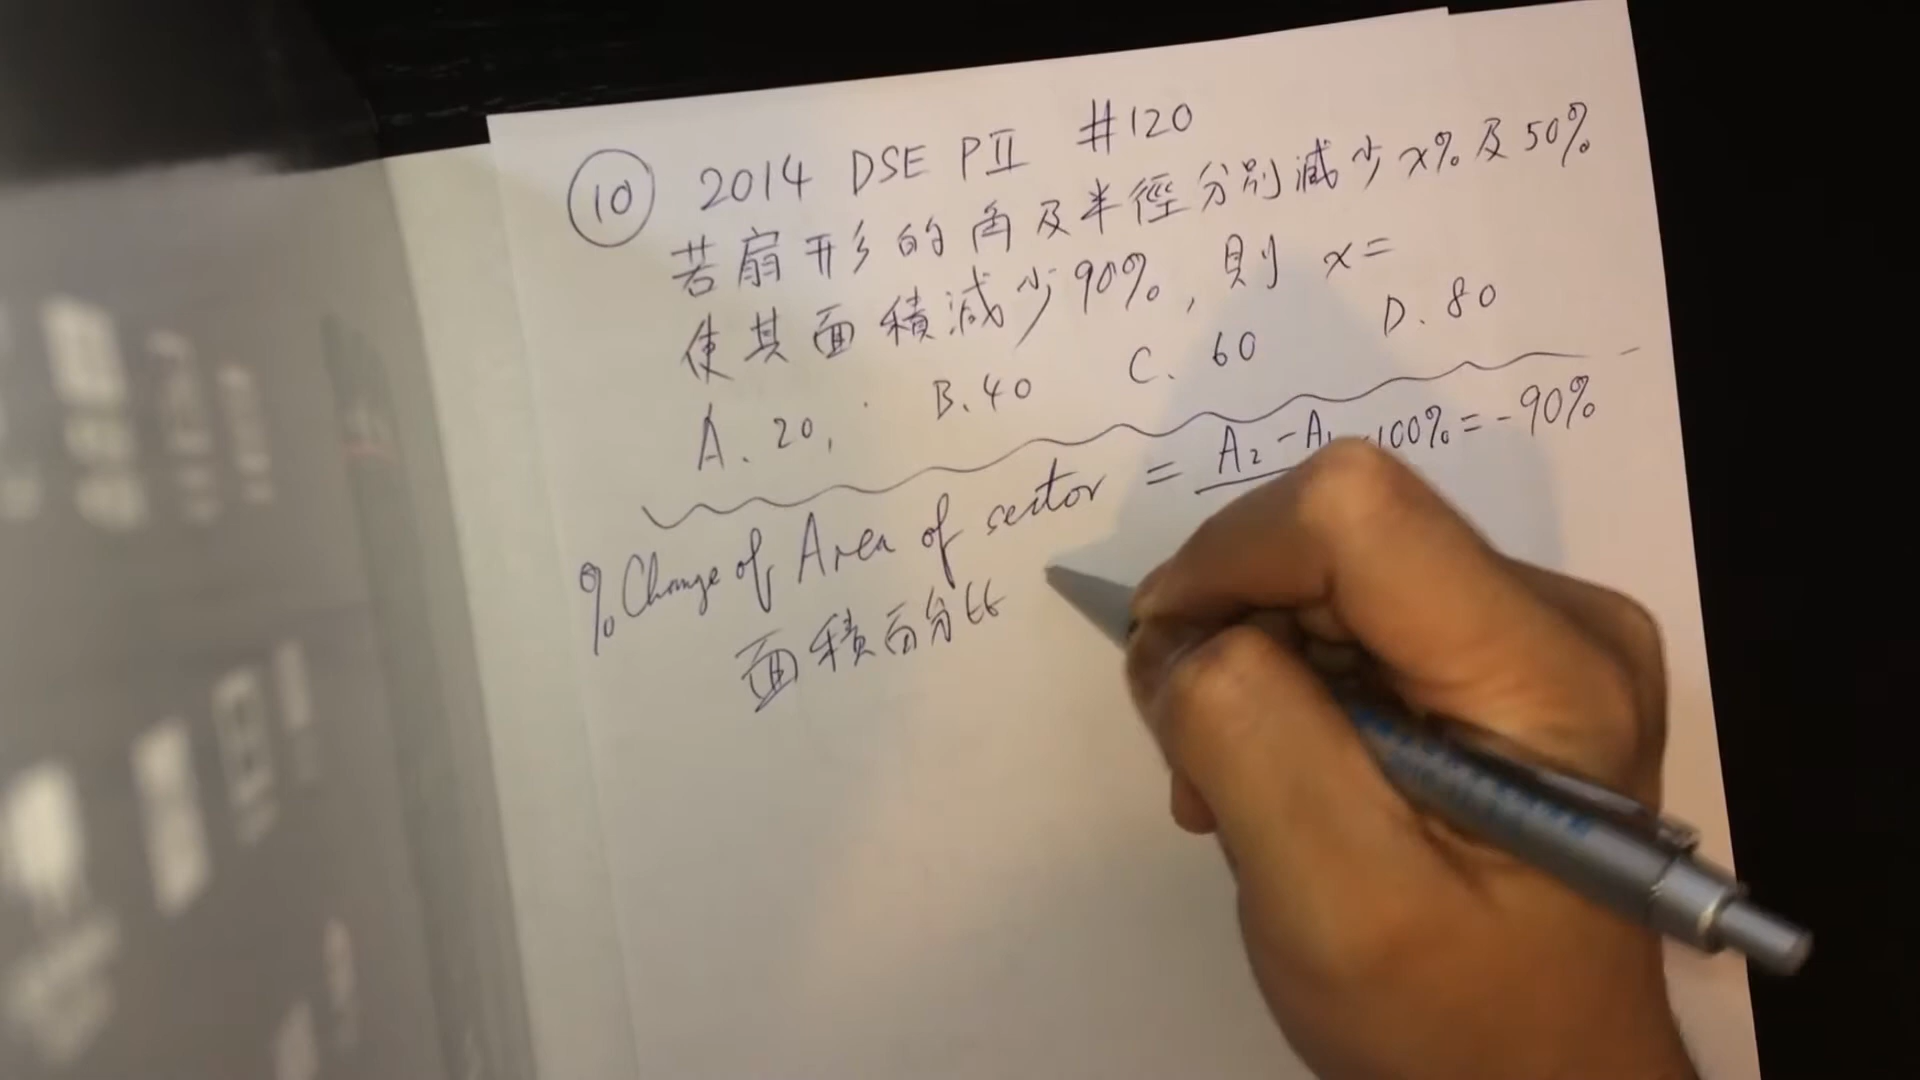 10 2014 DSE PII #120
若扇形的角及半徑分別減少x%及50%
使其面積減少90%,則 x=
A. 20, B. 40 C. 60 D. 80
% Change of Area of sector = A₂ - A₁ 100% = -90%
面積百分比